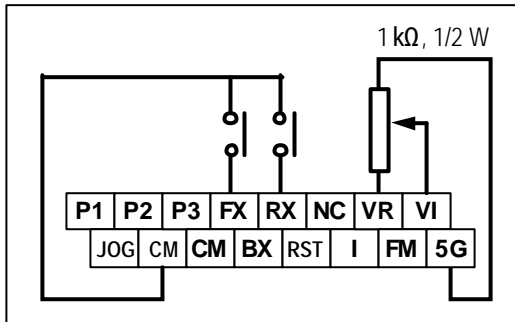 1 kΩ, 1/2 W
P1 P2 P3 FX RX NC VR VI
JOG CM CM BX RST I FM 5G